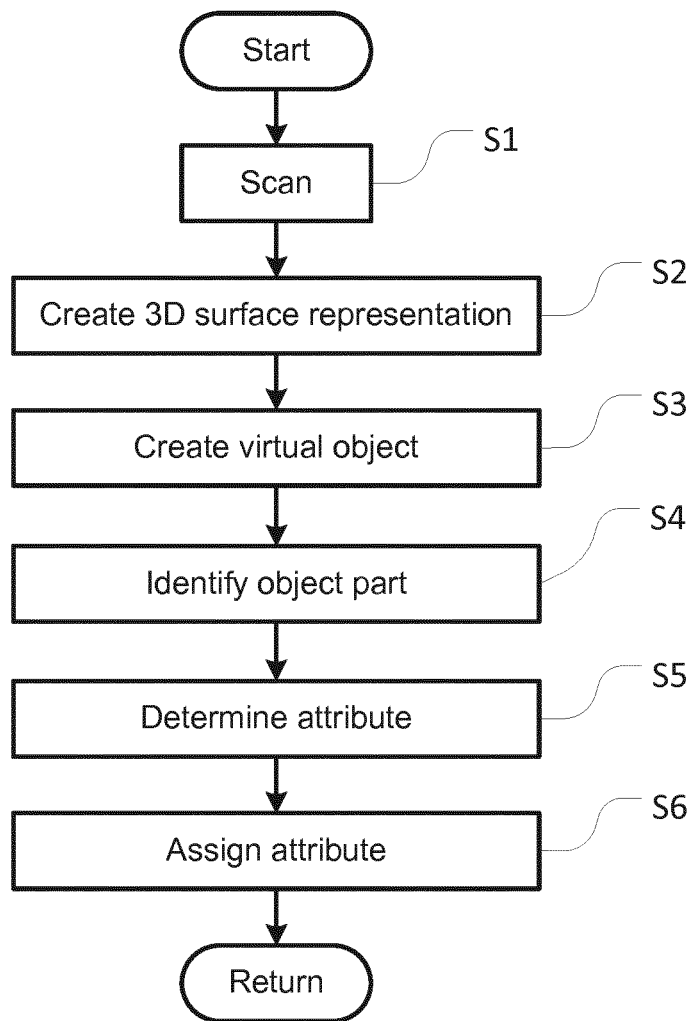 Start
S1
Scan
S2
Create 3D surface representation
S3
Create virtual object
S4
Identify object part
S5
Determine attribute
S6
Assign attribute
Return